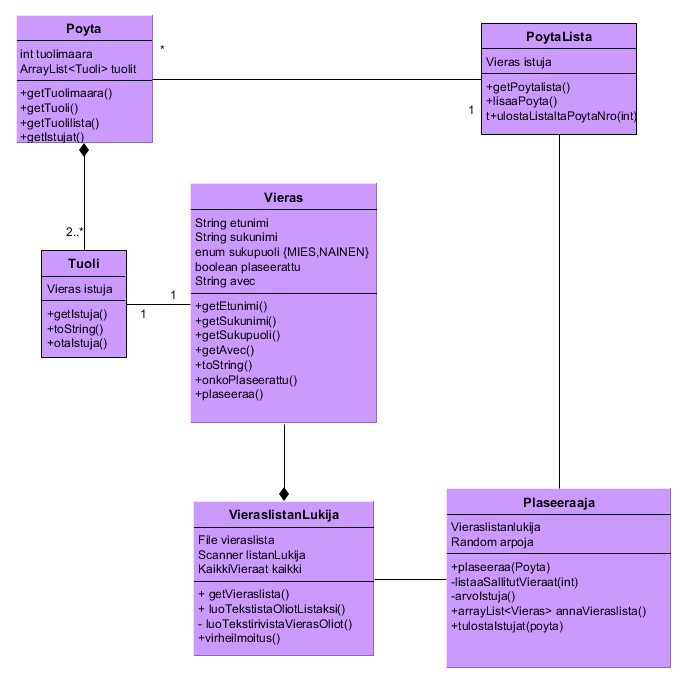 Poyta
int tuolimaara
ArrayList<Tuoli> tuolit
+getTuolimaara()
+getTuoli()
+getTuolilista()
+getIstujat()
*
PoytaLista
Vieras istuja
+getPoytalista()
+lisaaPoyta()
t+ulostaListaltaPoytaNro(int)
1
2..*
Tuoli
Vieras istuja
+getIstuja()
+toString()
+otaIstuja()
1
1
Vieras
String etunimi
String sukunimi
enum sukupuoli {MIES,NAINEN}
boolean plaseerattu
String avec
+getEtunimi()
+getSukunimi()
+getSukupuoli()
+getAvec()
+toString()
+onkoPlaseerattu()
+plaseeraa()
VieraslistanLukija
File vieraslista
Scanner listanLukija
KaikkiVieraat kaikki
+ getVieraslista()
+ luoTekstistaOliotListaksi()
- luoTekstirivistaVierasOliot()
+virheilmoitus()
Plaseeraaja
Vieraslistanlukija
Random arpoja
+plaseeraa(Poyta)
-listaaSallitutVieraat(int)
-arvoIstuja()
+arrayList<Vieras> annaVieraslista()
+tulostaIstujat(poyta)